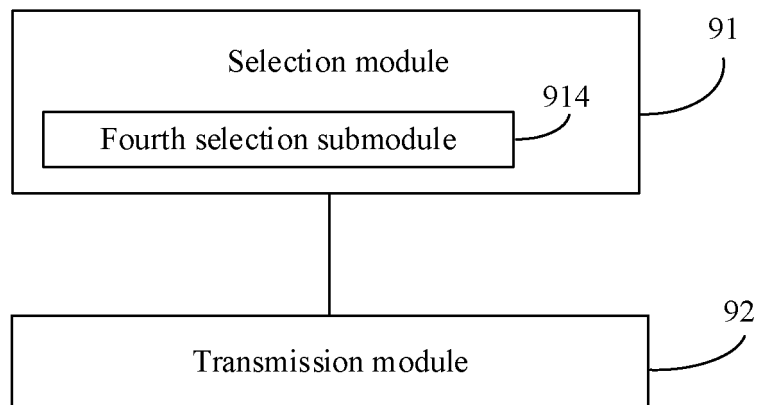 91
Selection module
914
Fourth selection submodule
92
Transmission module